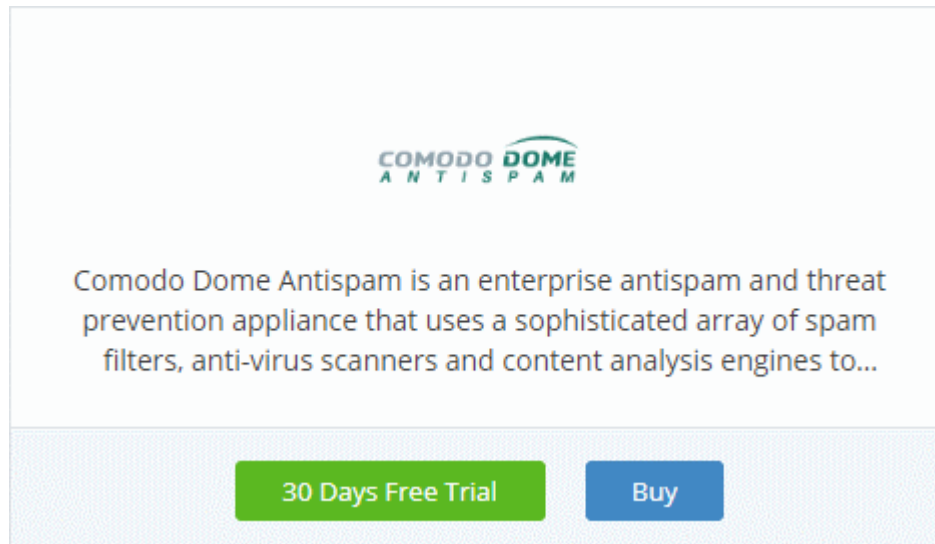 COMODO DOME
ANTISPAM
Comodo Dome Antispam is an enterprise antispam and threat
prevention appliance that uses a sophisticated array of spam
filters, anti-virus scanners and content analysis engines to...
30 Days Free Trial Buy